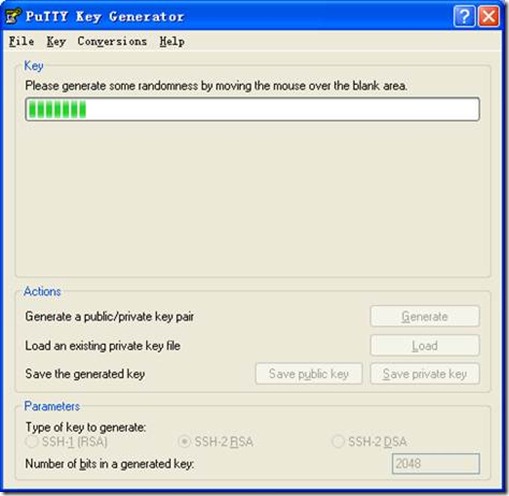 PuTTY Key Generator
File Key Conversions Help
Key
Please generate some randomness by moving the mouse over the blank area.
Actions
Generate a public/private key pair Generate
Load an existing private key file Load
Save the generated key Save public key Save private key
Parameters
Type of key to generate:
SSH-1 (RSA) SSH-2 RSA SSH-2 DSA
Number of bits in a generated key: 2048